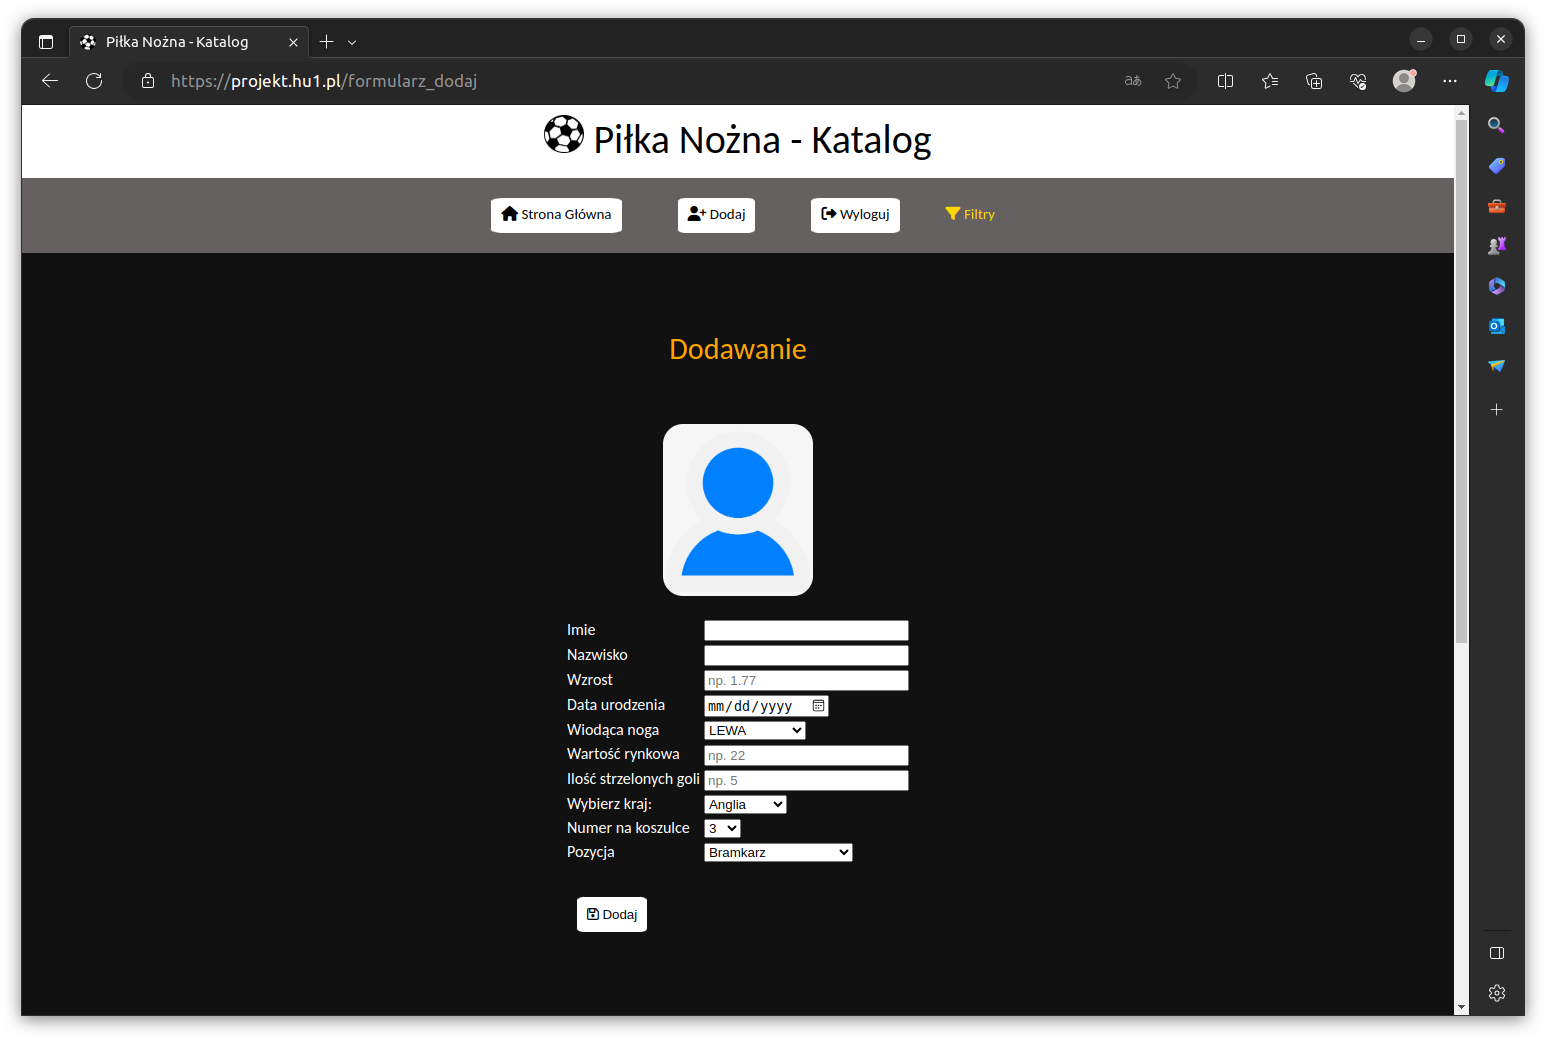 Piłka Nożna - Katalog
https://projekt.hu1.pl/formularz_dodaj
Piłka Nożna - Katalog
Strona Główna Dodaj Wyloguj Filtry
Dodawanie
Imie
Nazwisko
Wzrost np. 1.77
Data urodzenia mm/dd/yyyy
Wiodąca noga LEWA
Wartość rynkowa np. 22
Ilość strzelonych goli np. 5
Wybierz kraj: Anglia
Numer na koszulce 3
Pozycja Bramkarz
Dodaj